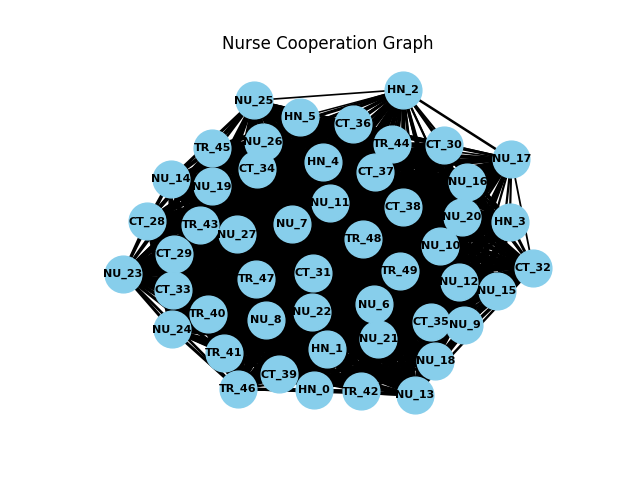 Nurse Cooperation Graph
HN_2
NU_25
HN_5
CT_36
NU_26
TR_44
CT_30
TR_45
NU_17
HN_4
CT_34
CT_37
NU_14
NU_19
NU_16
NU_11
CT_38
CT_28
TR_43
NU_7
NU_20
HN_3
NU_27
TR_48
NU_10
CT_29
CT_32
NU_23
CT_31
TR_49
TR_47
NU_12
CT_33
NU_15
NU_6
NU_22
TR_40
NU_8
CT_35
NU_9
NU_24
NU_21
HN_1
TR_41
NU_18
CT_39
TR_46
HN_0
TR_42
NU_13